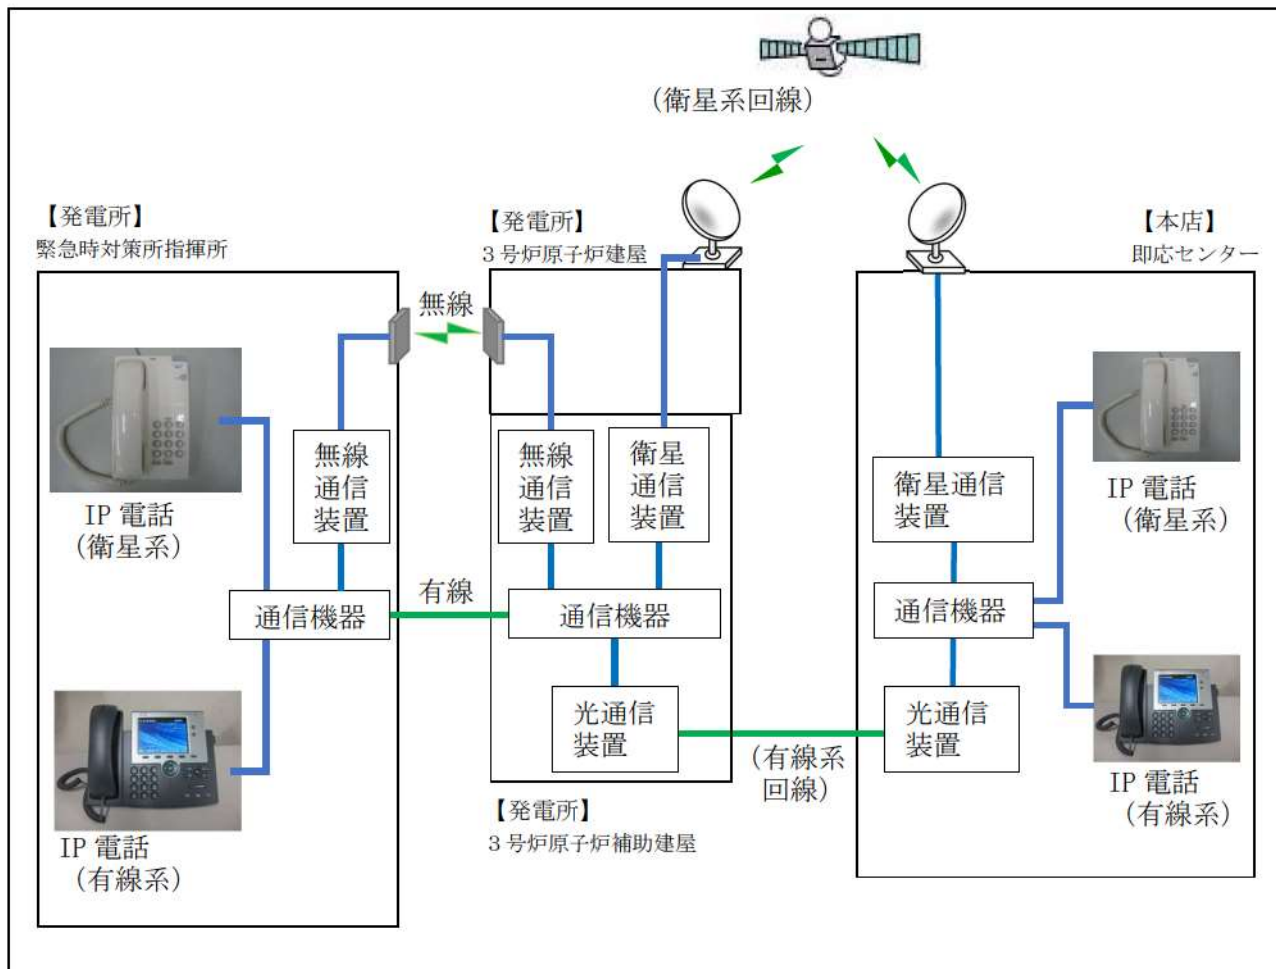 （衛星系回線）
【発電所】
緊急時対策所指揮所
【発電所】
３号炉原子炉建屋
【本店】
即応センター
無線
無線
通信
装置
無線
通信
装置
衛星
通信
装置
衛星通信
装置
IP 電話
（衛星系）
IP 電話
（衛星系）
通信機器
有線
通信機器
通信機器
光通信
装置
光通信
装置
（有線系
回線）
IP 電話
（有線系）
IP 電話
（有線系）
【発電所】
３号炉原子炉補助建屋